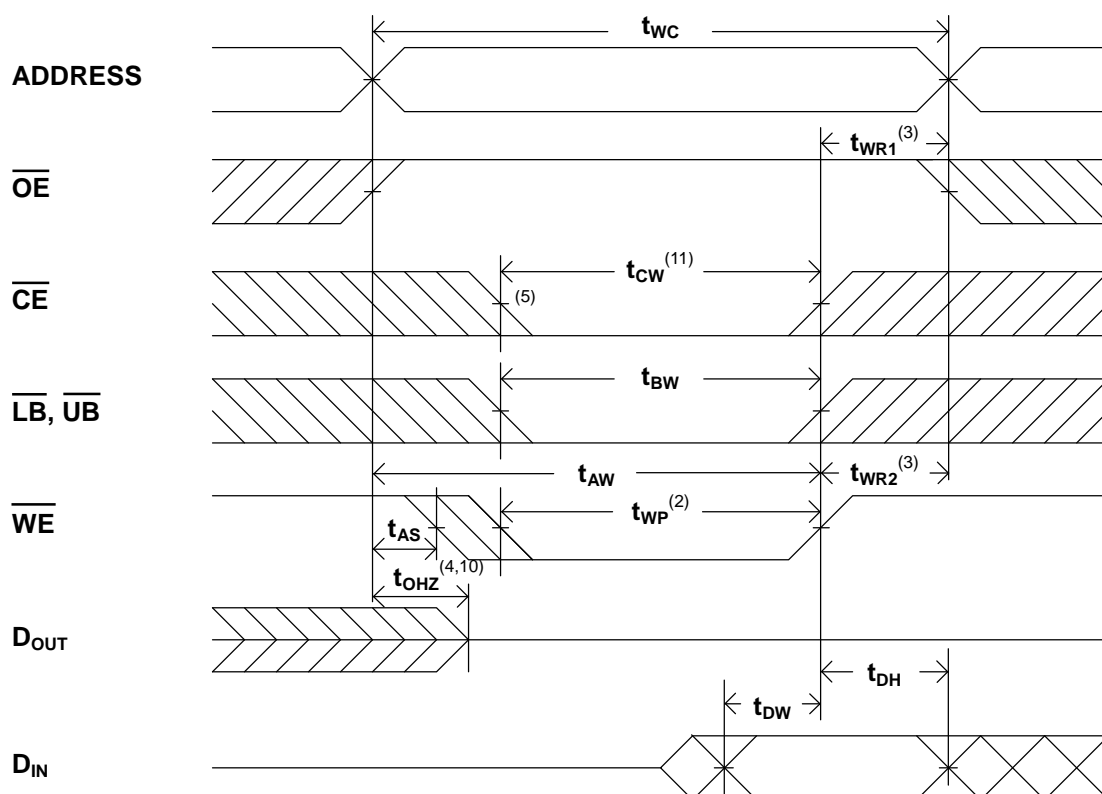 tWC
ADDRESS
tWR1(3)
OE
tCW(11)
CE
(5)
tBW
LB, UB
tAW
tWR2(3)
WE
tWP(2)
tAS
tOHZ(4,10)
DOUT
tDH
tDW
DIN